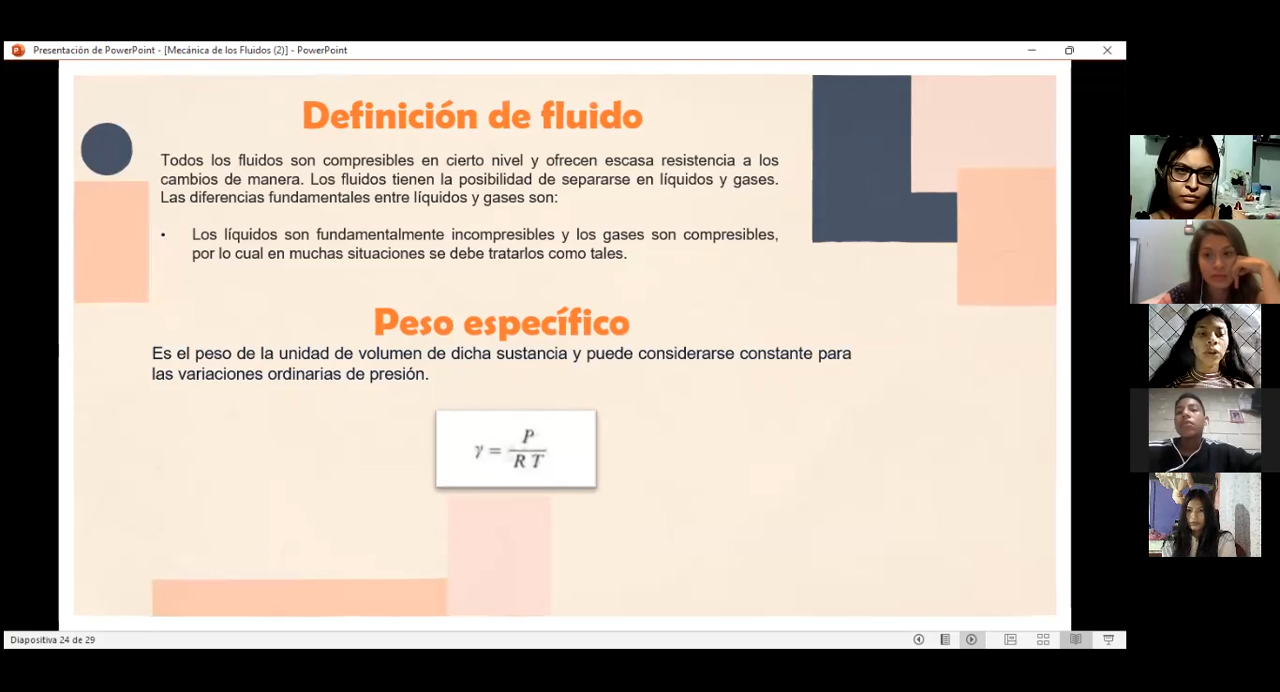 Presentación de PowerPoint - [Mecánica de los Fluidos (2)] - PowerPoint
Definición de fluido
Todos los fluidos son compresibles en cierto nivel y ofrecen escasa resistencia a los
cambios de manera. Los fluidos tienen la posibilidad de separarse en líquidos y gases.
Las diferencias fundamentales entre líquidos y gases son:
• Los líquidos son fundamentalmente incompresibles y los gases son compresibles,
por lo cual en muchas situaciones se debe tratarlos como tales.
Peso específico
Es el peso de la unidad de volumen de dicha sustancia y puede considerarse constante para
las variaciones ordinarias de presión.
γ = P / R T
Diapositiva 24 de 29